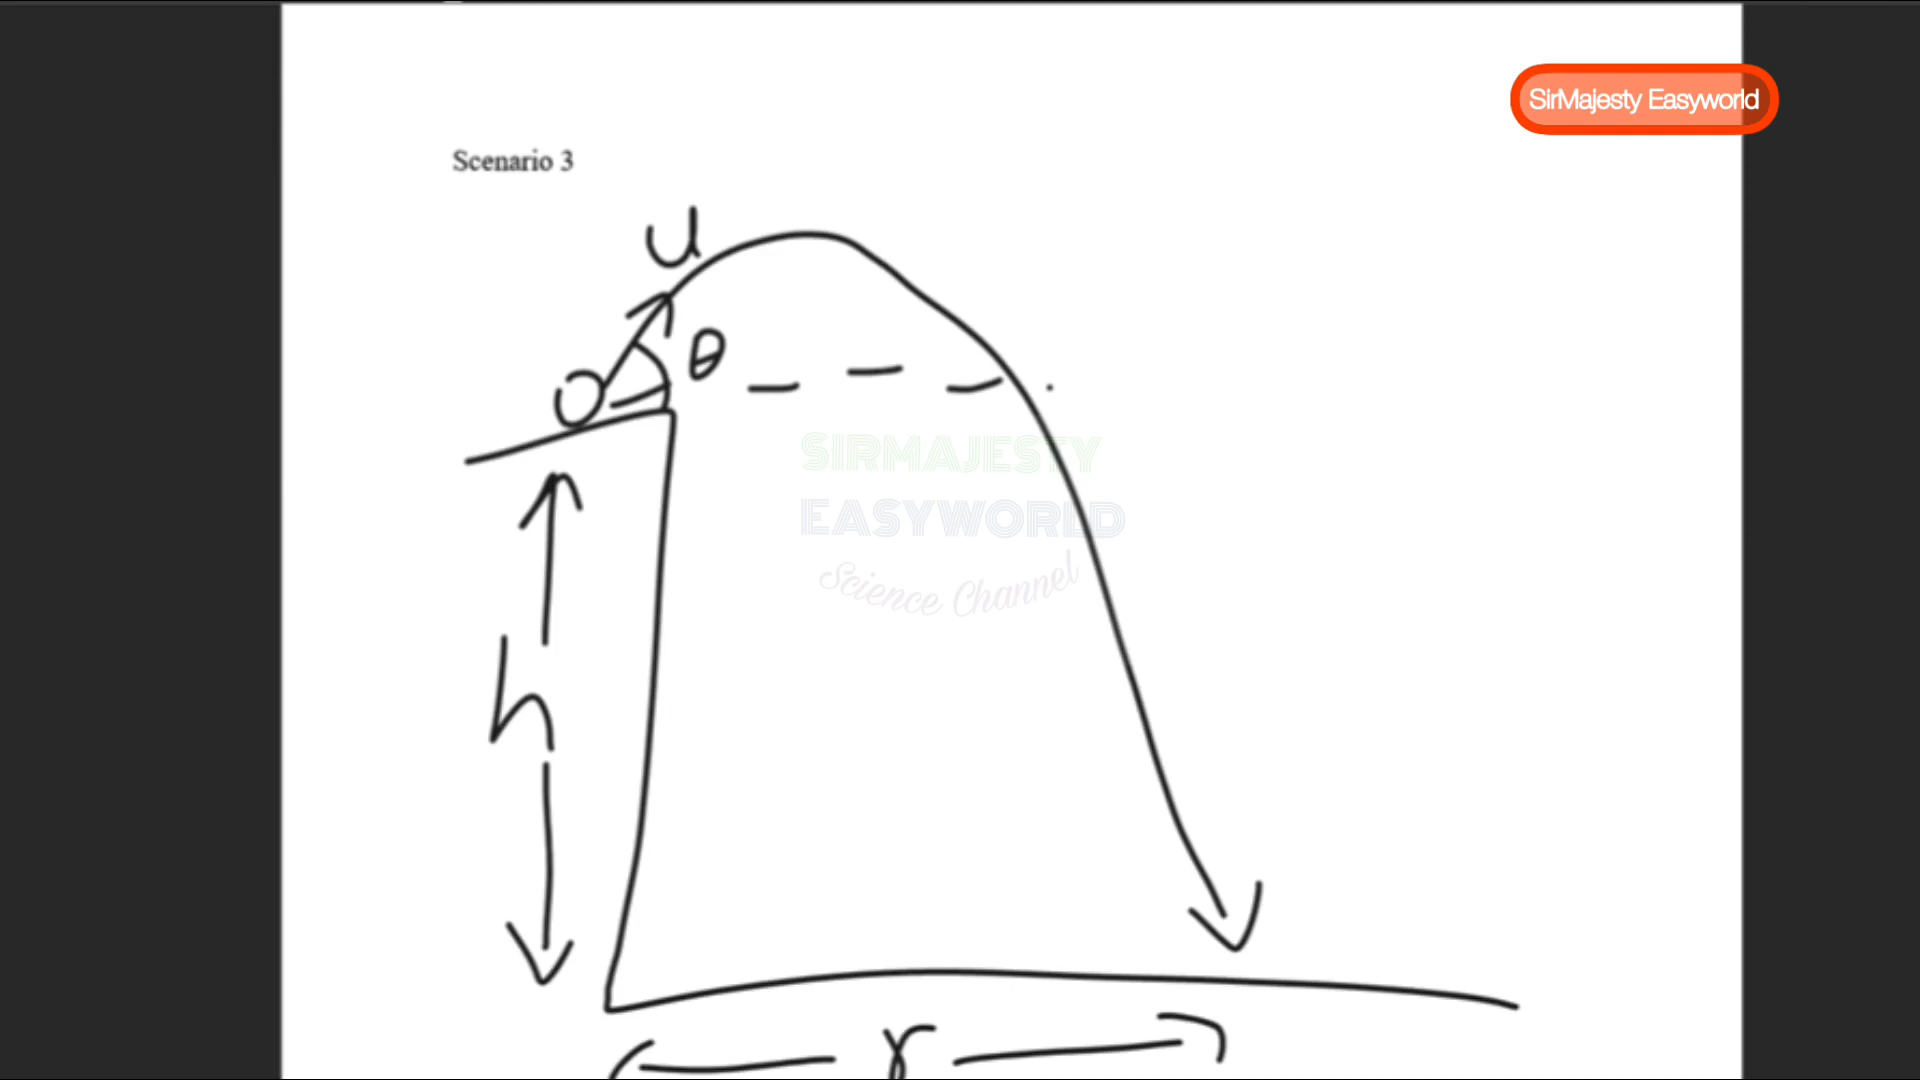 SirMajesty Easyworld
Scenario 3
u
θ
SIRMAJESTY
EASYWORLD
Science Channel
h
r